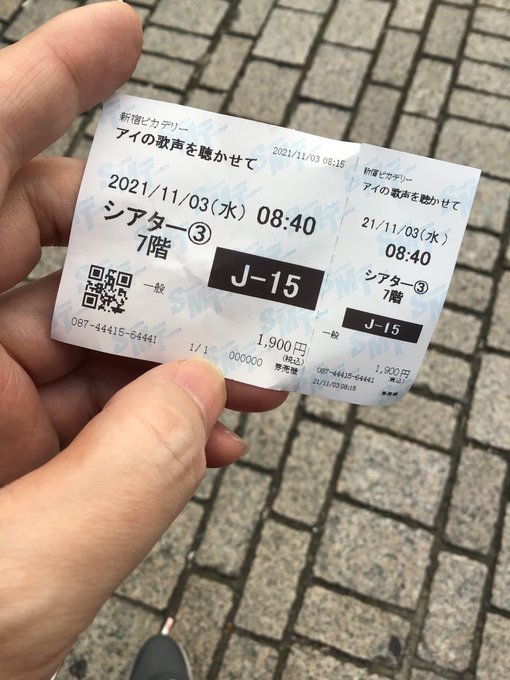 新宿ピカデリー
アイの歌声を聴かせて
2021/11/03 08:15
2021/11/03(水) 08:40
シアター③
7階
J-15
一般
1,900円
(税込)
087-44415-64441
1/1
000000
券売機
新宿ピカデリー
アイの歌声を聴かせて
21/11/03(水)
08:40
シアター③
7階
J-15
一般
1,900円
(税込)
087-44415-64441
21/11/03 08:15
券売機
SMT